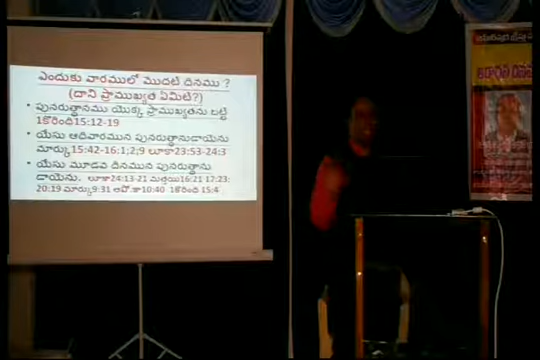 ఎందుకు వారములో మొదటి దినము ?
(దాని ప్రాముఖ్యత ఏమిటి?)
• పునరుత్థానము యొక్క ప్రాముఖ్యతను బట్టి
1కొరింథి15:12-19
• యేసు ఆదివారమున పునరుత్థానుడాయెను
మార్కు15:42-16:1;2;9 లూకా23:53-24:3
• యేసు మూడవ దినమున పునరుత్థాను
డాయెను. లూకా24:13-21 మత్తయి16:21 17:23;
20:19 మార్కు9:31 అపో.కా10:40 1కొరింథి 15:4